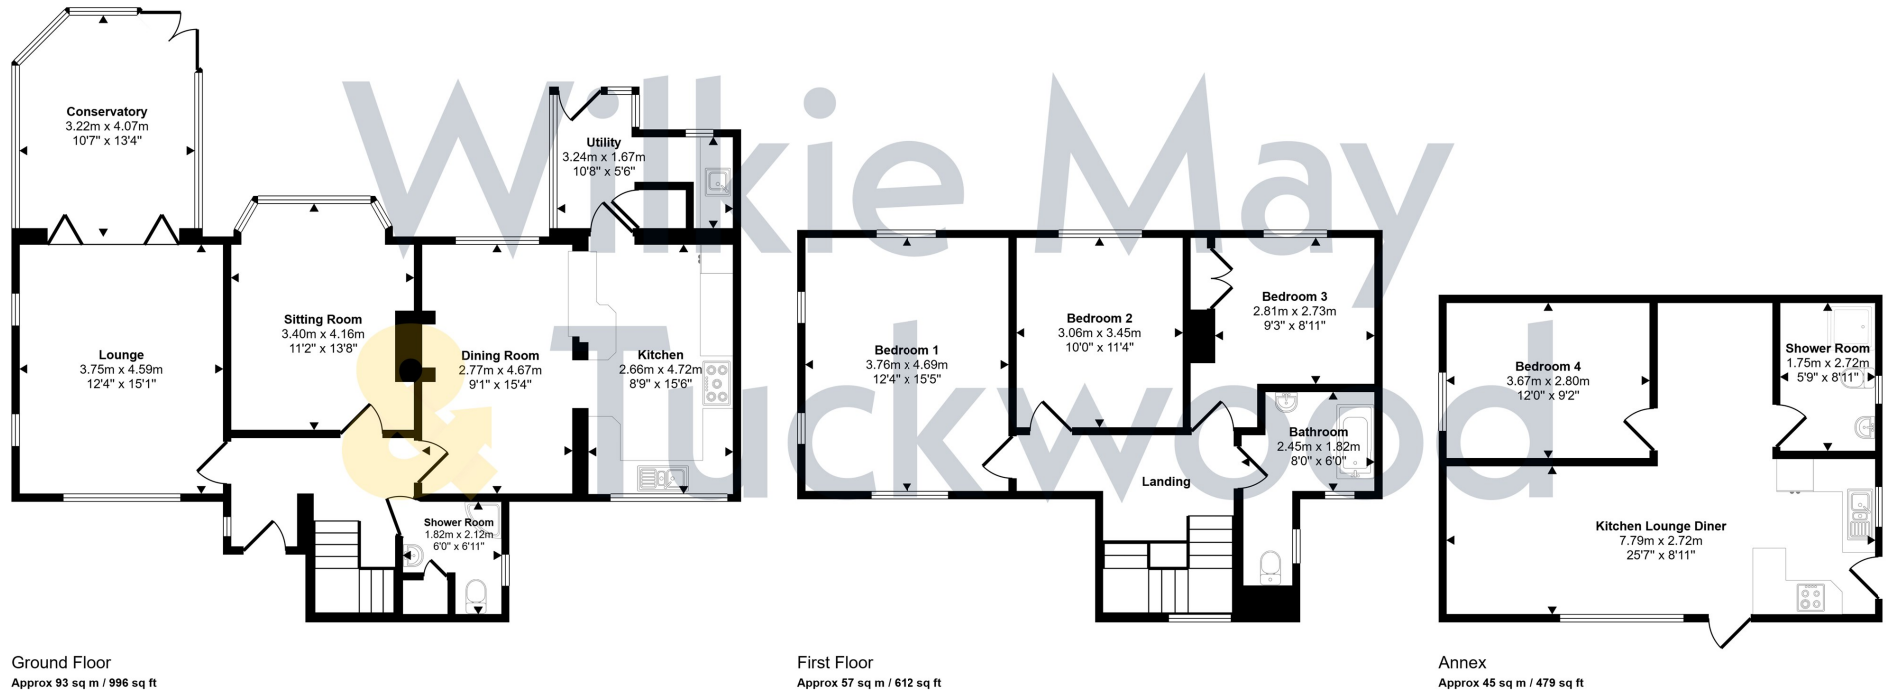 Wilkie May
& Tuckwood
Conservatory
3.22m x 4.07m
10'7" x 13'4"
Utility
3.24m x 1.67m
10'8" x 5'6"
Lounge
3.75m x 4.59m
12'4" x 15'1"
Sitting Room
3.40m x 4.16m
11'2" x 13'8"
Dining Room
2.77m x 4.67m
9'1" x 15'4"
Kitchen
2.66m x 4.72m
8'9" x 15'6"
Shower Room
1.82m x 2.12m
6'0" x 6'11"
Ground Floor
Approx 93 sq m / 996 sq ft
Bedroom 1
3.76m x 4.69m
12'4" x 15'5"
Bedroom 2
3.06m x 3.45m
10'0" x 11'4"
Bedroom 3
2.81m x 2.73m
9'3" x 8'11"
Bathroom
2.45m x 1.82m
8'0" x 6'0"
Landing
First Floor
Approx 57 sq m / 612 sq ft
Bedroom 4
3.67m x 2.80m
12'0" x 9'2"
Shower Room
1.75m x 2.72m
5'9" x 8'11"
Kitchen Lounge Diner
7.79m x 2.72m
25'7" x 8'11"
Annex
Approx 45 sq m / 479 sq ft